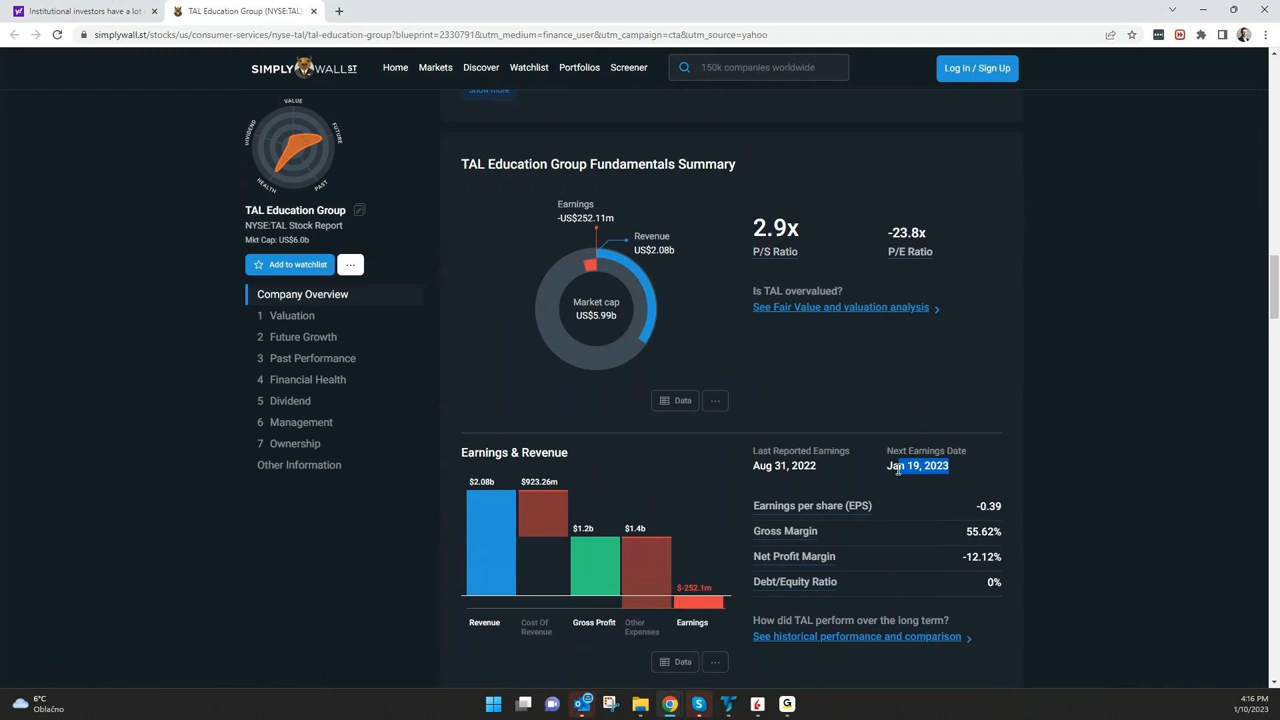 Institutional investors have a lot
TAL Education Group (NYSE:TAL)
simplywall.st/stocks/us/consumer-services/nyse-tal/tal-education-group?blueprint=2330791&utm_medium=finance_user&utm_campaign=cta&utm_source=yahoo
SIMPLY WALL ST
Home
Markets
Discover
Watchlist
Portfolios
Screener
150k companies worldwide
Log In / Sign Up
Show more
VALUE
FUTURE
PAST
HEALTH
DIVIDEND
TAL Education Group
NYSE:TAL Stock Report
Mkt Cap: US$6.0b
Add to watchlist
...
Company Overview
1 Valuation
2 Future Growth
3 Past Performance
4 Financial Health
5 Dividend
6 Management
7 Ownership
Other Information
TAL Education Group Fundamentals Summary
Earnings
-US$252.11m
Revenue
US$2.08b
Market cap
US$5.99b
2.9x
P/S Ratio
-23.8x
P/E Ratio
Is TAL overvalued?
See Fair Value and valuation analysis
Data
...
Earnings & Revenue
$2.08b
$923.26m
$1.2b
$1.4b
$-252.1m
Revenue
Cost Of
Revenue
Gross Profit
Other
Expenses
Earnings
Data
...
Last Reported Earnings
Aug 31, 2022
Next Earnings Date
Jan 19, 2023
Earnings per share (EPS)
-0.39
Gross Margin
55.62%
Net Profit Margin
-12.12%
Debt/Equity Ratio
0%
How did TAL perform over the long term?
See historical performance and comparison
6°C
Oblačno
4:16 PM
1/10/2023